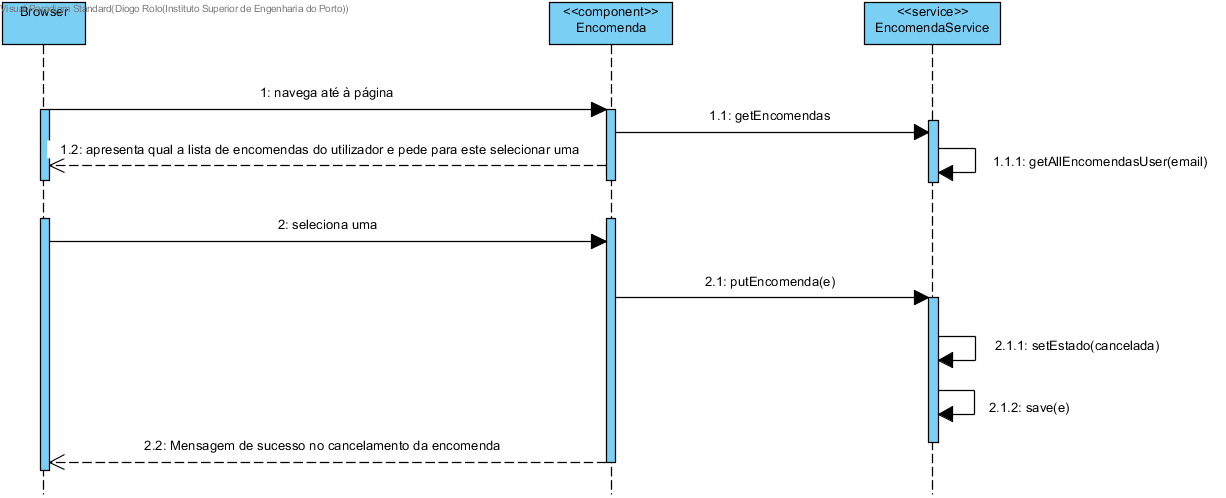 Visual Paradigm Standard(Diogo Rolo(Instituto Superior de Engenharia do Porto))
Browser
<<component>>
Encomenda
<<service>>
EncomendaService
1: navega até à página
1.1: getEncomendas
1.2: apresenta qual a lista de encomendas do utilizador e pede para este selecionar uma
1.1.1: getAllEncomendasUser(email)
2: seleciona uma
2.1: putEncomenda(e)
2.1.1: setEstado(cancelada)
2.1.2: save(e)
2.2: Mensagem de sucesso no cancelamento da encomenda